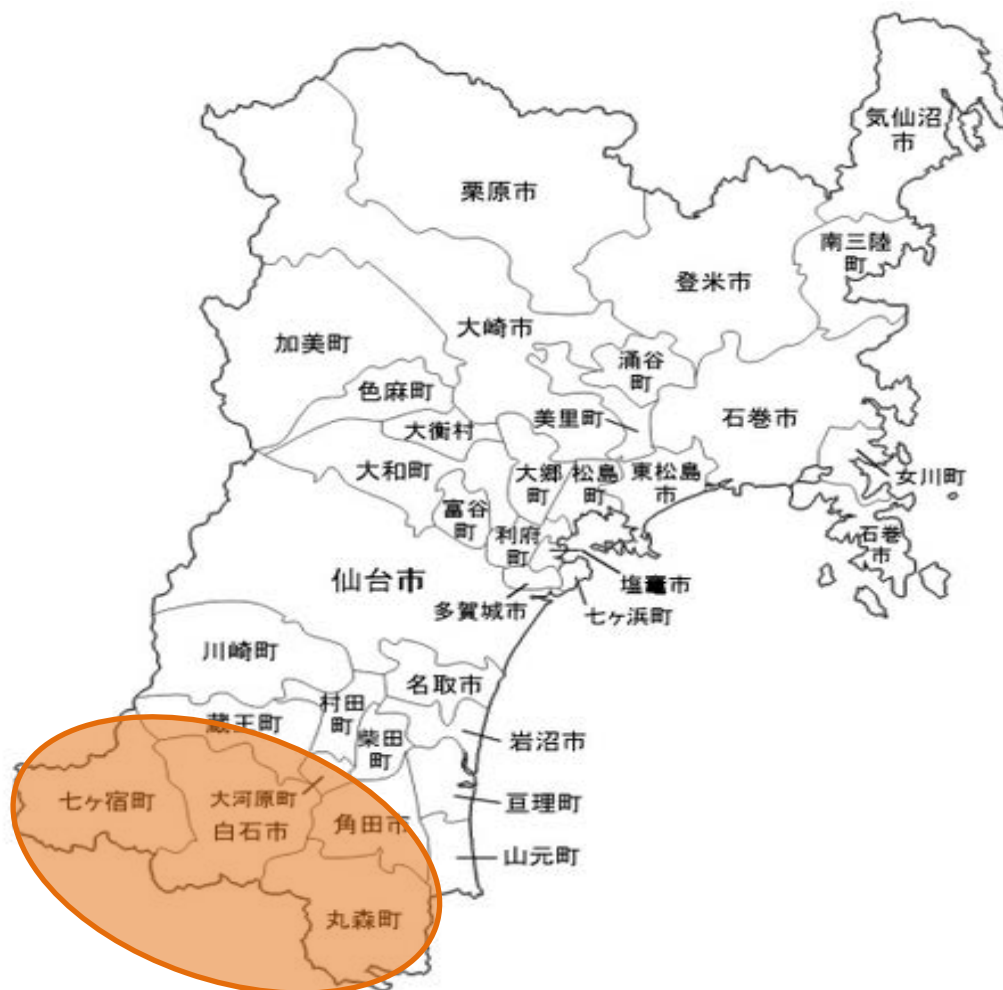 気仙沼
市
栗原市
南三陸
町
登米市
大崎市
加美町
涌谷
町
色麻町
美里町
石巻市
大衡村
大和町
大郷
町
松島
町
東松島
市
女川町
富谷
町
利府
町
石巻
市
仙台市
塩竈市
多賀城市
七ヶ浜町
川崎町
名取市
村田
町
蔵王町
柴田
町
岩沼市
七ヶ宿町
大河原町
亘理町
白石市
角田市
山元町
丸森町